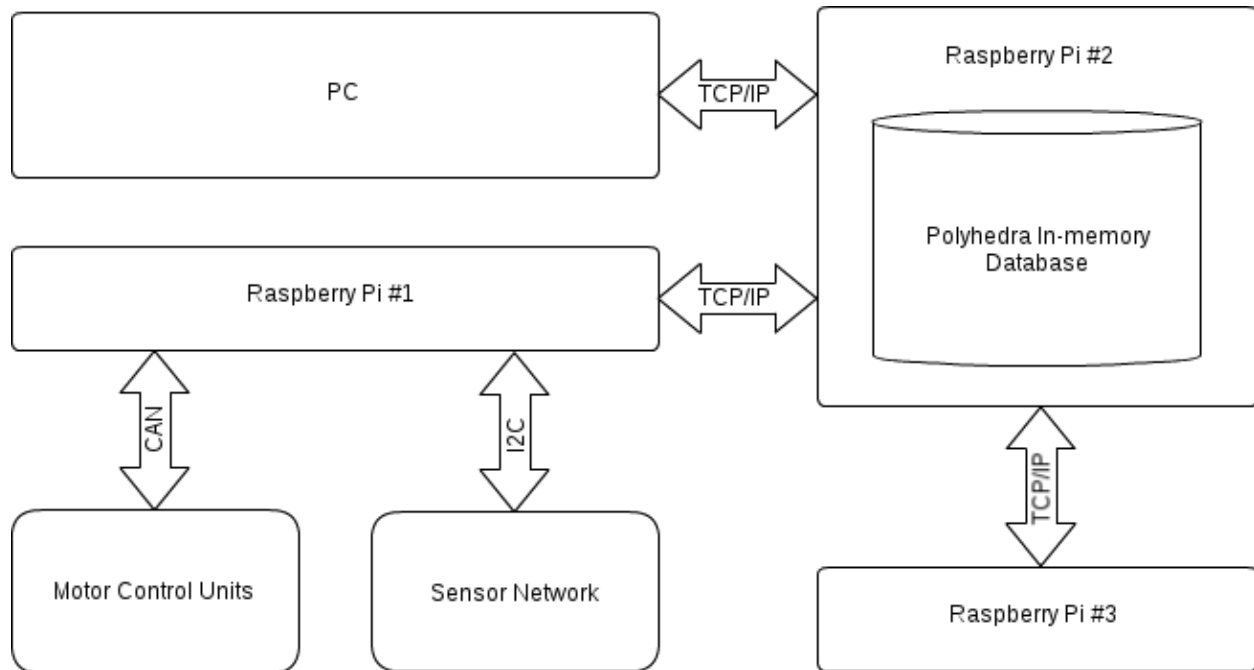 PC
TCP/IP
Raspberry Pi #2
Polyhedra In-memory
Database
Raspberry Pi #1
TCP/IP
CAN
I2C
TCP/IP
Motor Control Units
Sensor Network
Raspberry Pi #3